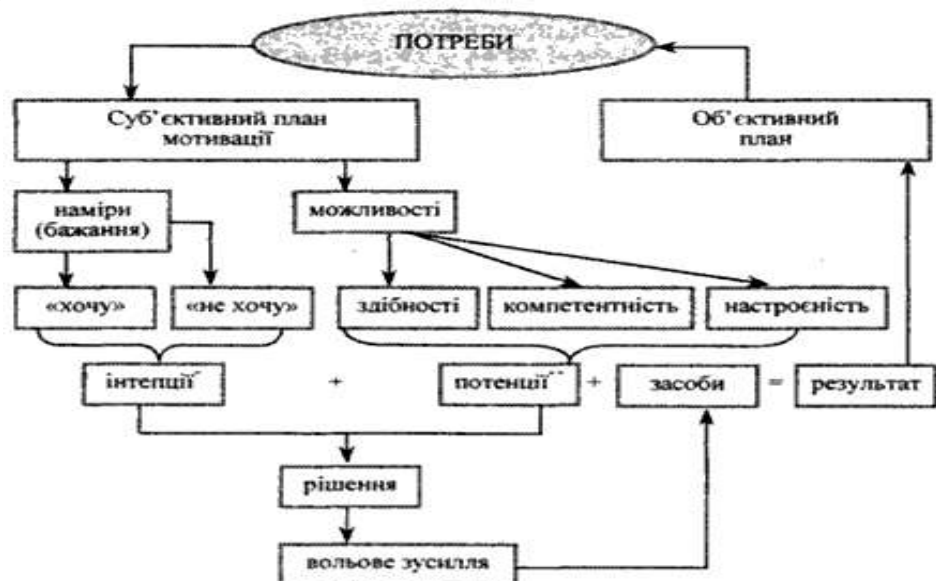 ПОТРЕБИ
Суб’єктивний план
мотивації
Об’єктивний
план
наміри
(бажання)
можливості
«хочу»
«не хочу»
здібності
компетентність
настроєність
інтепції* + потенції** + засоби = результат
рішення
вольове зусилля